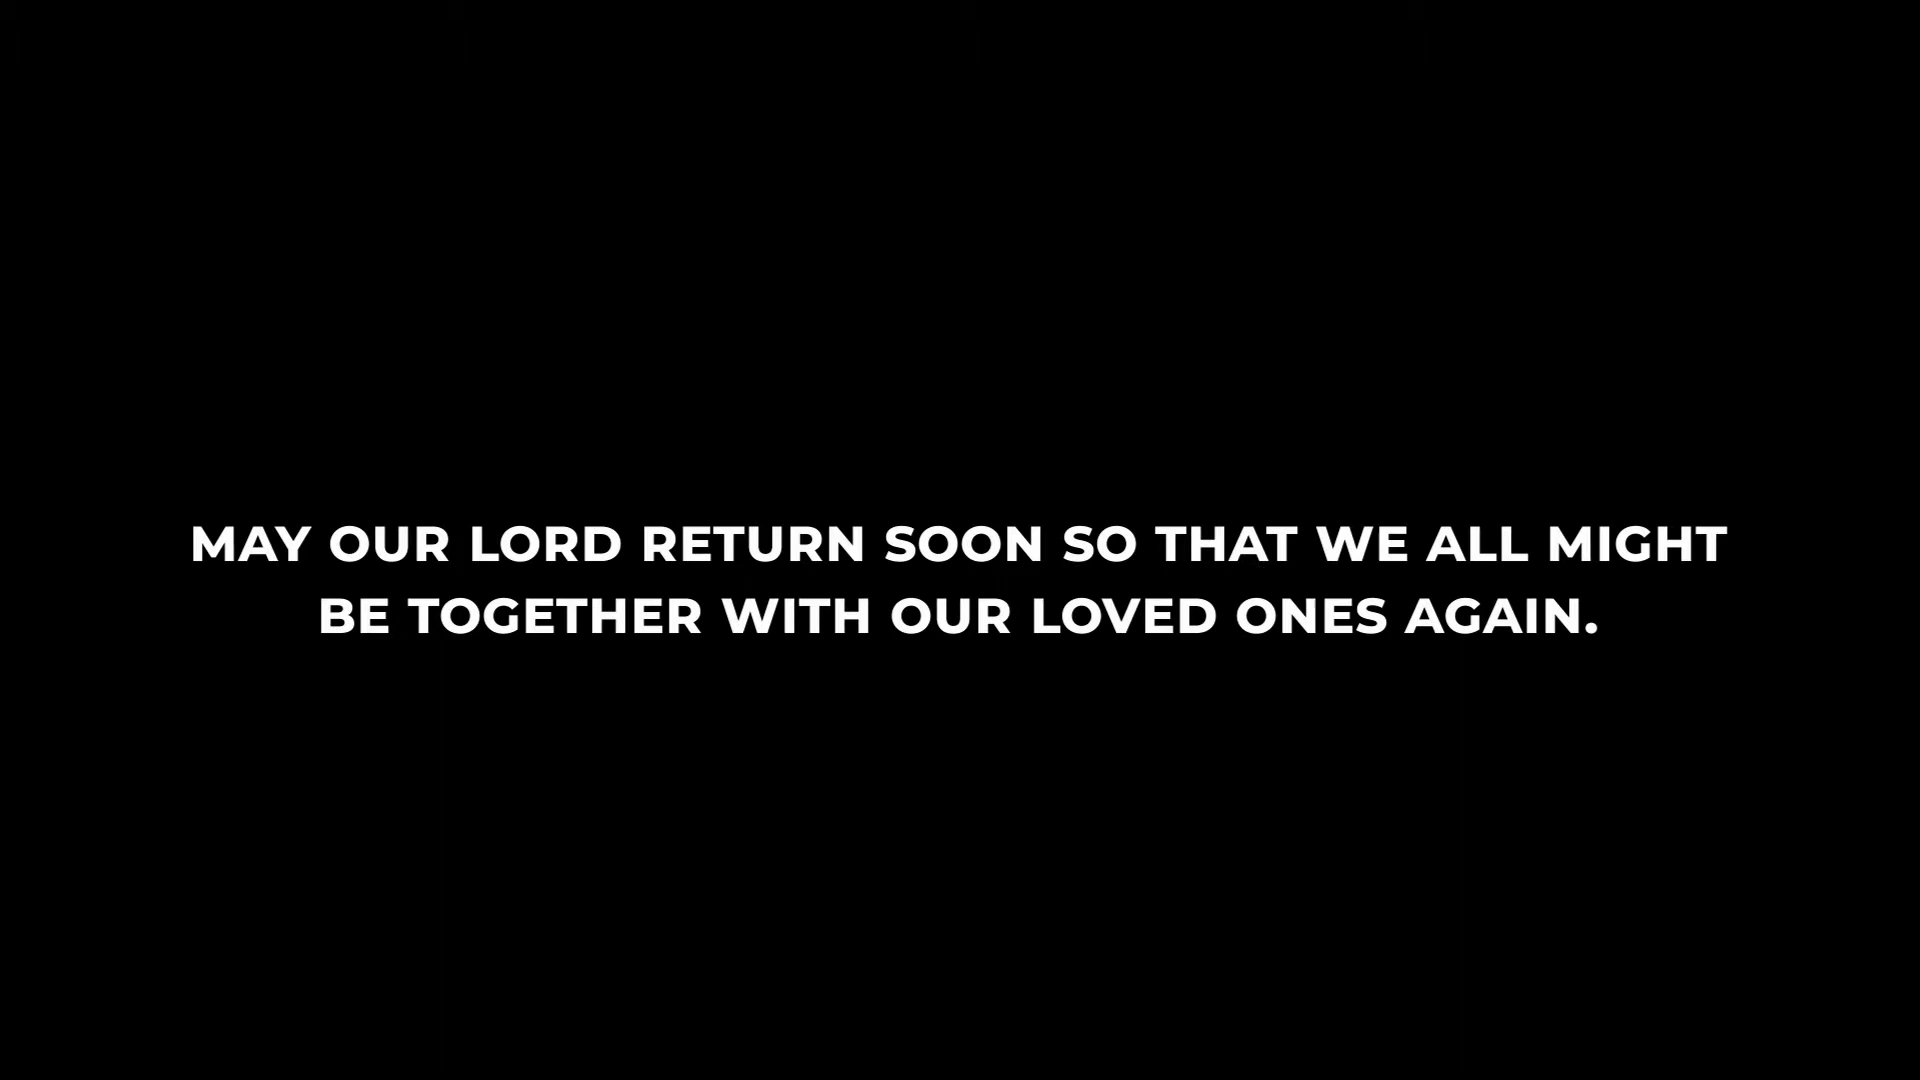 MAY OUR LORD RETURN SOON SO THAT WE ALL MIGHT
BE TOGETHER WITH OUR LOVED ONES AGAIN.